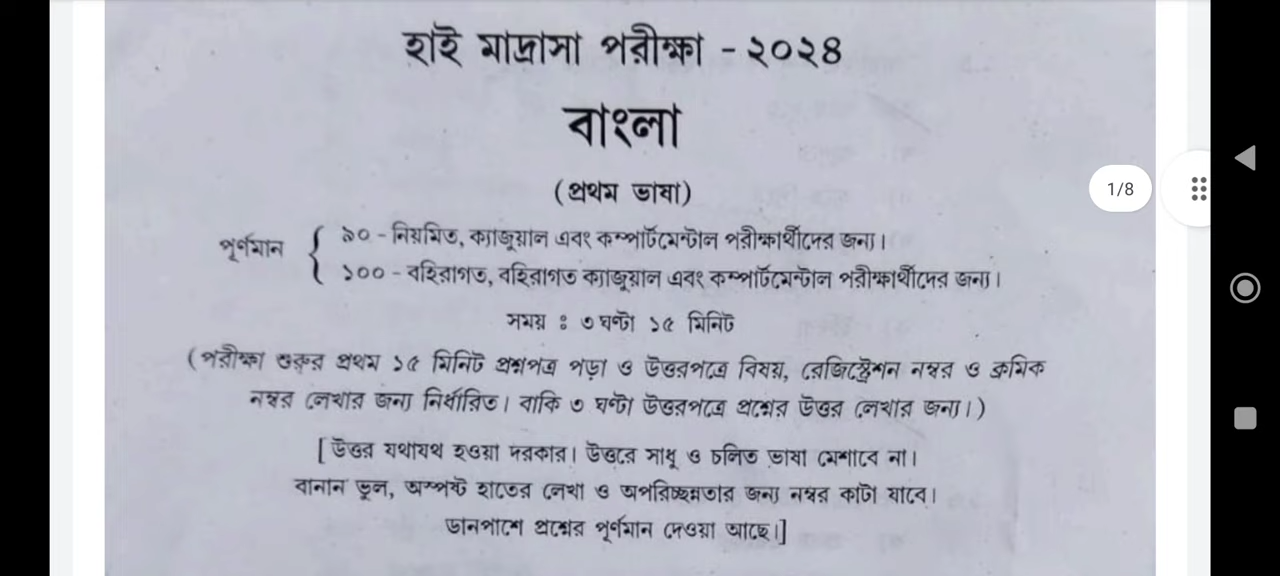 হাই মাদ্রাসা পরীক্ষা - ২০২৪
বাংলা
(প্রথম ভাষা)
পূর্ণমান { ৯০ - নিয়মিত, ক্যাজুয়াল এবং কম্পার্টমেন্টাল পরীক্ষার্থীদের জন্য।
১০০ - বহিরাগত, বহিরাগত ক্যাজুয়াল এবং কম্পার্টমেন্টাল পরীক্ষার্থীদের জন্য।
সময় : ৩ ঘণ্টা ১৫ মিনিট
(পরীক্ষা শুরুর প্রথম ১৫ মিনিট প্রশ্নপত্র পড়া ও উত্তরপত্রে বিষয়, রেজিস্ট্রেশন নম্বর ও ক্রমিক
নম্বর লেখার জন্য নির্ধারিত। বাকি ৩ ঘণ্টা উত্তরপত্রে প্রশ্নের উত্তর লেখার জন্য।)
[উত্তর যথাযথ হওয়া দরকার। উত্তরে সাধু ও চলিত ভাষা মেশাবে না।
বানান ভুল, অস্পষ্ট হাতের লেখা ও অপরিচ্ছন্নতার জন্য নম্বর কাটা যাবে।
ডানপাশে প্রশ্নের পূর্ণমান দেওয়া আছে।]
1/8